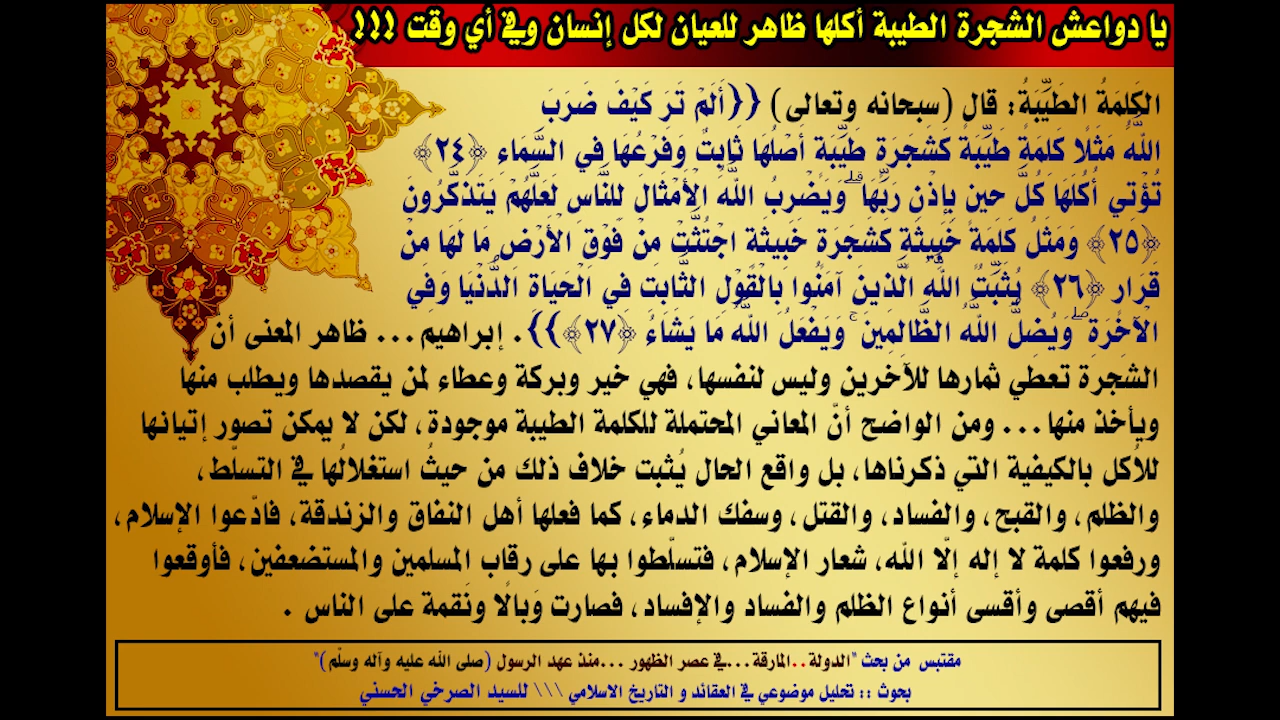 يا دواعش الشجرة الطيبة أكلها ظاهر للعيان لكل إنسان وفي أي وقت !!!
الكَلِمَةُ الطَيِّبَةُ: قال (سبحانه وتعالى) {{أَلَمْ تَرَ كَيْفَ ضَرَبَ
اللَّهُ مَثَلًا كَلِمَةً طَيِّبَةً كَشَجَرَةٍ طَيِّبَةٍ أَصْلُهَا ثَابِتٌ وَفَرْعُهَا فِي السَّمَاءِ ﴿٢٤﴾
تُؤْتِي أُكُلَهَا كُلَّ حِينٍ بِإِذْنِ رَبِّهَا ۗ وَيَضْرِبُ اللَّهُ الْأَمْثَالَ لِلنَّاسِ لَعَلَّهُمْ يَتَذَكَّرُونَ
﴿٢٥﴾ وَمَثَلُ كَلِمَةٍ خَبِيثَةٍ كَشَجَرَةٍ خَبِيثَةٍ اجْتُثَّتْ مِنْ فَوْقِ الْأَرْضِ مَا لَهَا مِنْ
قَرَارٍ ﴿٢٦﴾ يُثَبِّتُ اللَّهُ الَّذِينَ آمَنُوا بِالْقَوْلِ الثَّابِتِ فِي الْحَيَاةِ الدُّنْيَا وَفِي
الْآخِرَةِ ۖ وَيُضِلُّ اللَّهُ الظَّالِمِينَ ۚ وَيَفْعَلُ اللَّهُ مَا يَشَاءُ ﴿٢٧﴾}}. إبراهيم... ظاهر المعنى أن
الشجرة تعطي ثمارها للآخرين وليس لنفسها، فهي خير وبركة وعطاء لمن يقصدها ويطلب منها
ويأخذ منها... ومن الواضح أنّ المعاني المحتملة للكلمة الطيبة موجودة، لكن لا يمكن تصور إتيانها
للأكل بالكيفية التي ذكرناها، بل واقع الحال يُثبت خلاف ذلك من حيثُ استغلالُها في التسلّط،
والظلم، والقبح، والفساد، والقتل، وسفك الدماء، كما فعلها أهل النفاق والزندقة، فادّعوا الإسلام،
ورفعوا كلمة لا إله إلّا الله، شعار الإسلام، فتسلّطوا بها على رقاب المسلمين والمستضعفين، فأوقعوا
فيهم أقصى وأقسى أنواع الظلم والفساد والإفساد، فصارت وَبالًا ونَقمة على الناس .
مقتبس من بحث "الدولة..المارقة...في عصر الظهور ...منذ عهد الرسول (صلى الله عليه وآله وسلّم)"
بحوث :: تحليل موضوعي في العقائد و التاريخ الاسلامي \\\ للسيد الصرخي الحسني